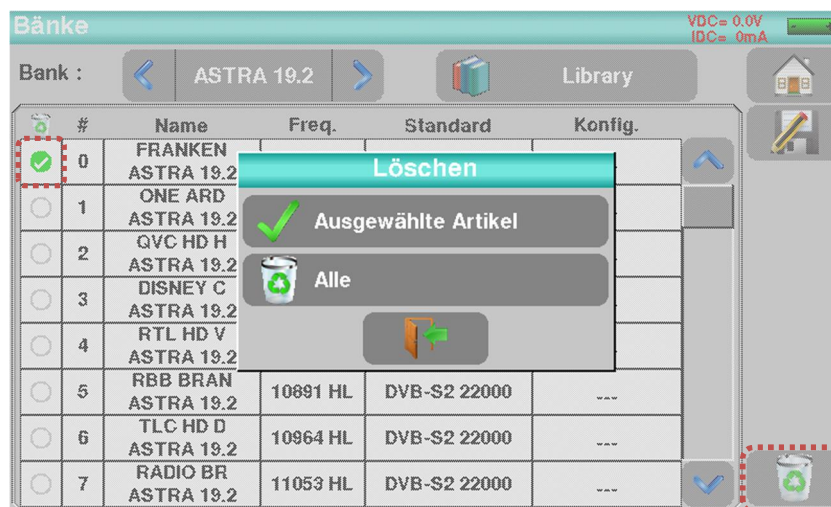 Bänke
VDC= 0.0V
IDC= 0mA
Bank :
ASTRA 19.2
Library
# Name Freq. Standard Konfig.
0 FRANKEN
ASTRA 19.2
1 ONE ARD
ASTRA 19.2
2 QVC HD H
ASTRA 19.2
3 DISNEY C
ASTRA 19.2
4 RTL HD V
ASTRA 19.2
Löschen
Ausgewählte Artikel
Alle
5 RBB BRAN
ASTRA 19.2
10891 HL DVB-S2 22000 ---
6 TLC HD D
ASTRA 19.2
10964 HL DVB-S2 22000 ---
7 RADIO BR
ASTRA 19.2
11053 HL DVB-S2 22000 ---